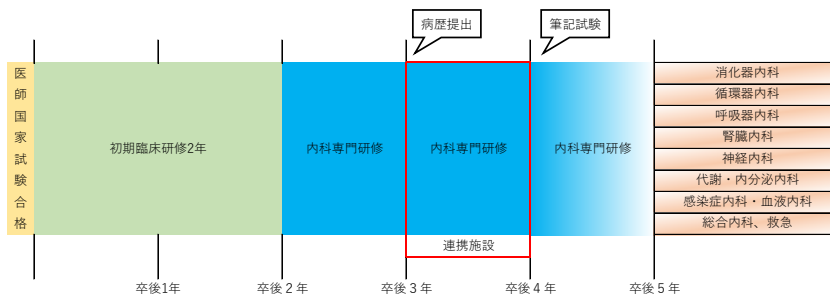 病歴提出
筆記試験
医師国家試験合格
初期臨床研修2年
内科専門研修
内科専門研修
内科専門研修
消化器内科
循環器内科
呼吸器内科
腎臓内科
神経内科
代謝・内分泌内科
感染症内科・血液内科
総合内科、救急
連携施設
卒後1年
卒後 2 年
卒後 3 年
卒後 4 年
卒後 5 年